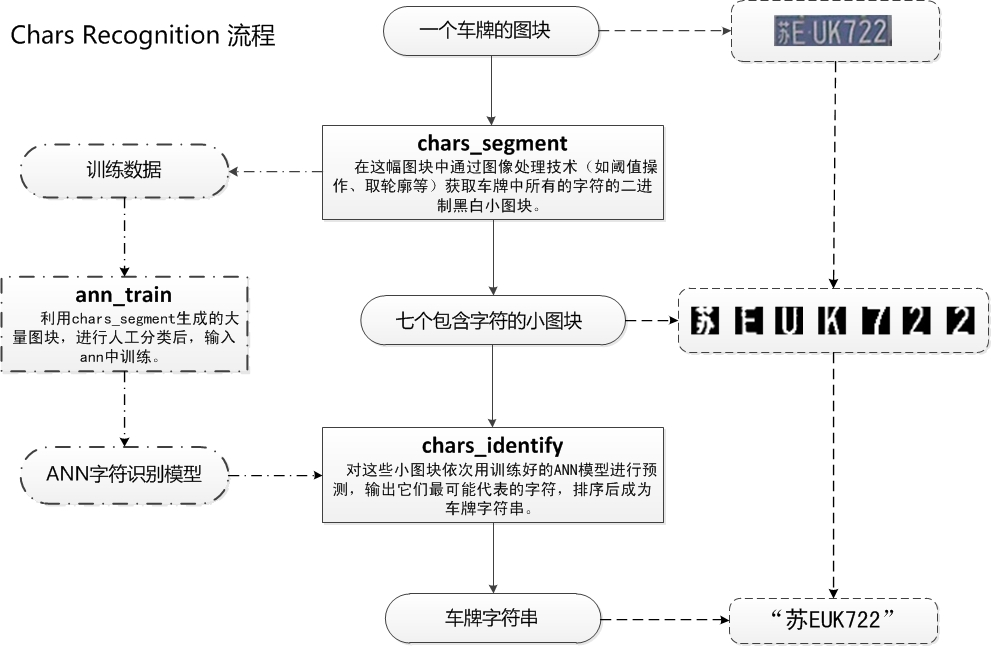 Chars Recognition 流程
一个车牌的图块
苏E·UK722
chars_segment
在这幅图块中通过图像处理技术（如阈值操
作、取轮廓等）获取车牌中所有的字符的二进
制黑白小图块。
训练数据
ann_train
利用chars_segment生成的大
量图块，进行人工分类后，输入
ann中训练。
七个包含字符的小图块
苏 E U K 7 2 2
chars_identify
对这些小图块依次用训练好的ANN模型进行预
测，输出它们最可能代表的字符，排序后成为
车牌字符串。
ANN字符识别模型
车牌字符串
“苏EUK722”